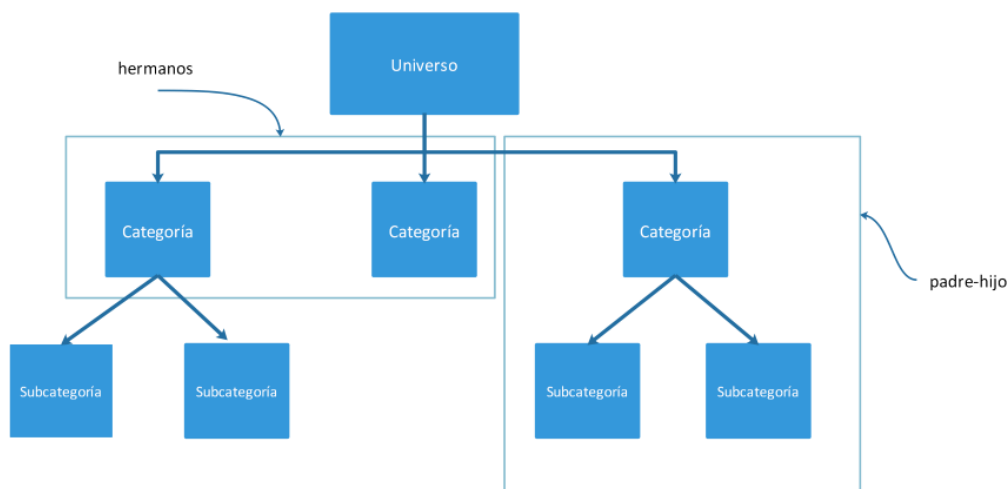 Universo
hermanos
Categoría
Categoría
Categoría
padre-hijo
Subcategoría
Subcategoría
Subcategoría
Subcategoría